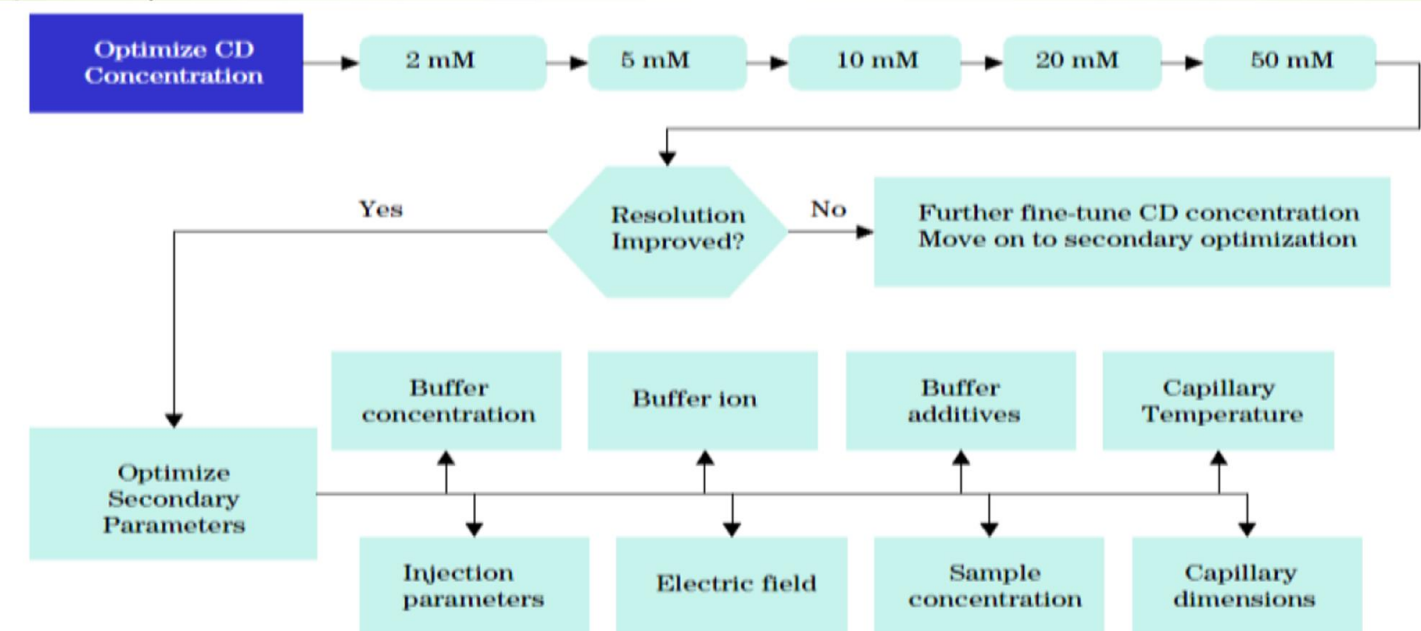 Optimize CD
Concentration
2 mM
5 mM
10 mM
20 mM
50 mM
Yes
Resolution
Improved?
No
Further fine-tune CD concentration
Move on to secondary optimization
Buffer
concentration
Buffer ion
Buffer
additives
Capillary
Temperature
Optimize
Secondary
Parameters
Injection
parameters
Electric field
Sample
concentration
Capillary
dimensions